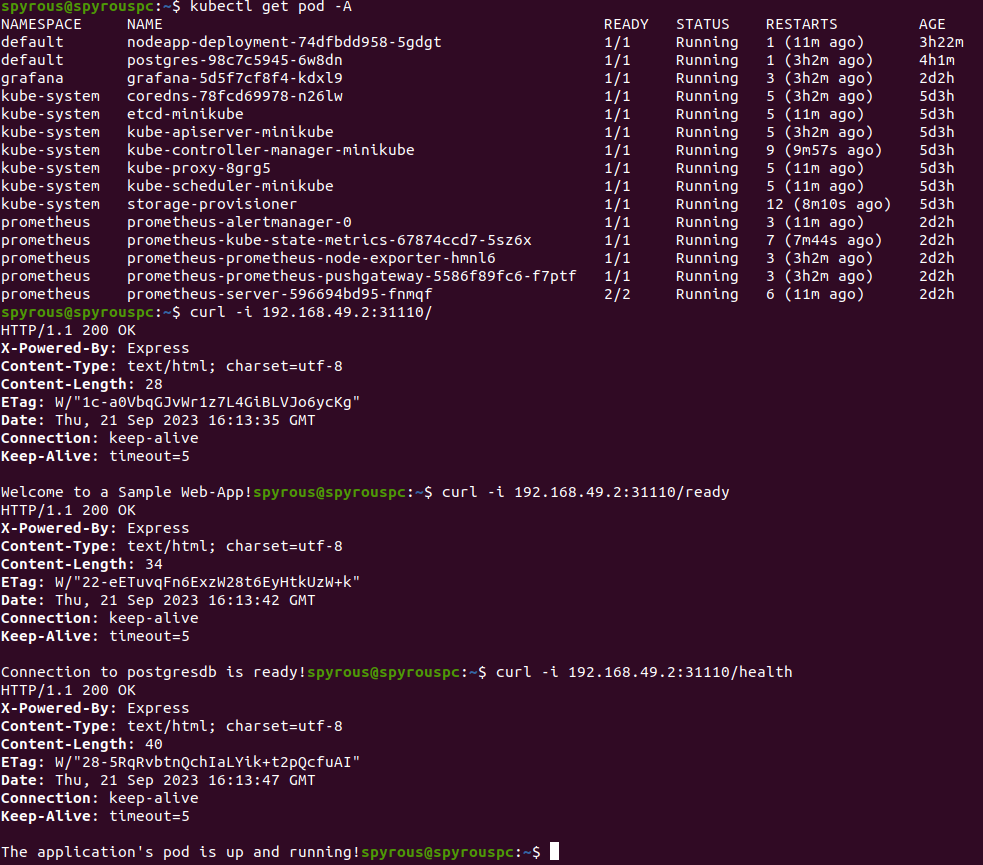 spyrous@spyrouspc:~$ kubectl get pod -A
NAMESPACE NAME READY STATUS RESTARTS AGE
default nodeapp-deployment-74dfbdd958-5gdgt 1/1 Running 1 (11m ago) 3h22m
default postgres-98c7c5945-6w8dn 1/1 Running 1 (3h2m ago) 4h1m
grafana grafana-5d5f7cf8f4-kdxl9 1/1 Running 3 (3h2m ago) 2d2h
kube-system coredns-78fcd69978-n26lw 1/1 Running 5 (3h2m ago) 5d3h
kube-system etcd-minikube 1/1 Running 5 (11m ago) 5d3h
kube-system kube-apiserver-minikube 1/1 Running 5 (3h2m ago) 5d3h
kube-system kube-controller-manager-minikube 1/1 Running 9 (9m57s ago) 5d3h
kube-system kube-proxy-8grg5 1/1 Running 5 (11m ago) 5d3h
kube-system kube-scheduler-minikube 1/1 Running 5 (11m ago) 5d3h
kube-system storage-provisioner 1/1 Running 12 (8m10s ago) 5d3h
prometheus prometheus-alertmanager-0 1/1 Running 3 (11m ago) 2d2h
prometheus prometheus-kube-state-metrics-67874ccd7-5sz6x 1/1 Running 7 (7m44s ago) 2d2h
prometheus prometheus-prometheus-node-exporter-hmnl6 1/1 Running 3 (3h2m ago) 2d2h
prometheus prometheus-prometheus-pushgateway-5586f89fc6-f7ptf 1/1 Running 3 (3h2m ago) 2d2h
prometheus prometheus-server-596694bd95-fnmqf 2/2 Running 6 (11m ago) 2d2h
spyrous@spyrouspc:~$ curl -i 192.168.49.2:31110/
HTTP/1.1 200 OK
X-Powered-By: Express
Content-Type: text/html; charset=utf-8
Content-Length: 28
ETag: W/"1c-a0VbqGJvWr1z7L4GiBLVJo6ycKg"
Date: Thu, 21 Sep 2023 16:13:35 GMT
Connection: keep-alive
Keep-Alive: timeout=5
Welcome to a Sample Web-App!spyrous@spyrouspc:~$ curl -i 192.168.49.2:31110/ready
HTTP/1.1 200 OK
X-Powered-By: Express
Content-Type: text/html; charset=utf-8
Content-Length: 34
ETag: W/"22-eETuvqFn6ExzW28t6EyHtkUzW+k"
Date: Thu, 21 Sep 2023 16:13:42 GMT
Connection: keep-alive
Keep-Alive: timeout=5
Connection to postgresdb is ready!spyrous@spyrouspc:~$ curl -i 192.168.49.2:31110/health
HTTP/1.1 200 OK
X-Powered-By: Express
Content-Type: text/html; charset=utf-8
Content-Length: 40
ETag: W/"28-5RqRvbtnQchIaLYik+t2pQcfuAI"
Date: Thu, 21 Sep 2023 16:13:47 GMT
Connection: keep-alive
Keep-Alive: timeout=5
The application's pod is up and running!spyrous@spyrouspc:~$